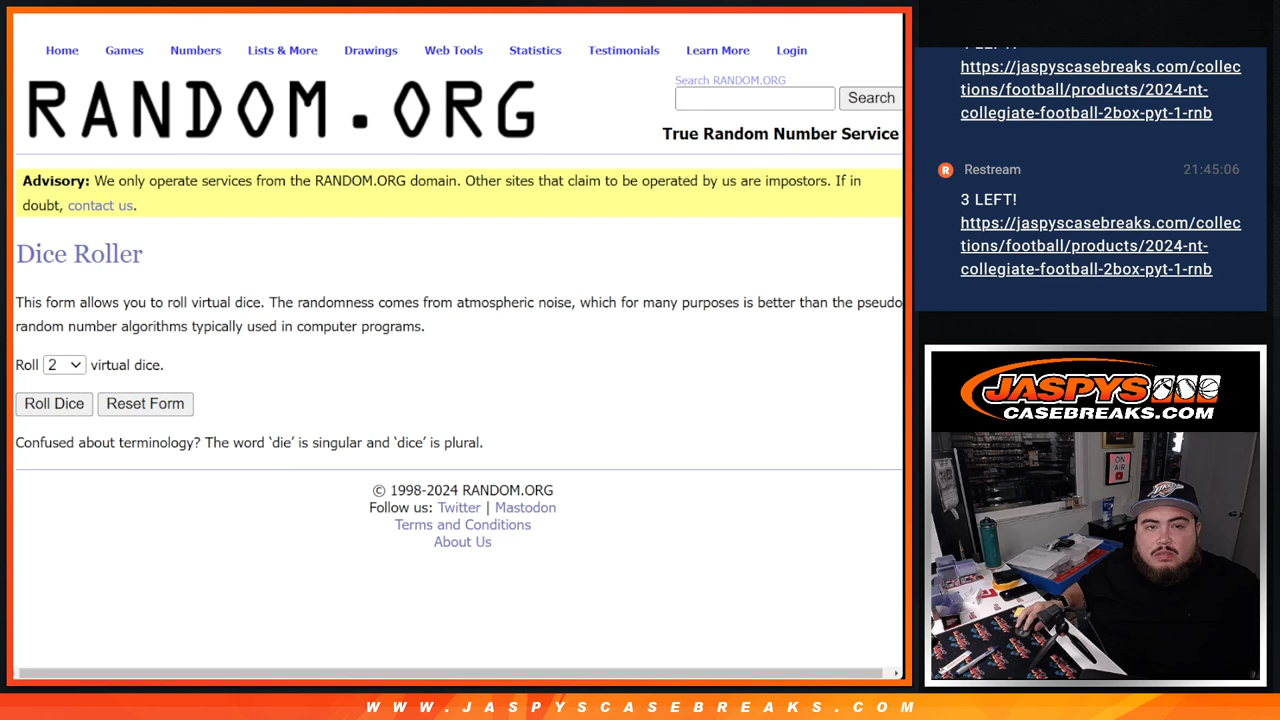 Home Games Numbers Lists & More Drawings Web Tools Statistics Testimonials Learn More Login
RANDOM.ORG
Search RANDOM.ORG
Search
True Random Number Service
Advisory: We only operate services from the RANDOM.ORG domain. Other sites that claim to be operated by us are impostors. If in
doubt, contact us.
Dice Roller
This form allows you to roll virtual dice. The randomness comes from atmospheric noise, which for many purposes is better than the pseudo
random number algorithms typically used in computer programs.
Roll 2 virtual dice.
Roll Dice Reset Form
Confused about terminology? The word ‘die’ is singular and ‘dice’ is plural.
© 1998-2024 RANDOM.ORG
Follow us: Twitter | Mastodon
Terms and Conditions
About Us
https://jaspyscasebreaks.com/collec
tions/football/products/2024-nt-
collegiate-football-2box-pyt-1-rnb
R Restream 21:45:06
3 LEFT!
https://jaspyscasebreaks.com/collec
tions/football/products/2024-nt-
collegiate-football-2box-pyt-1-rnb
JASPYS
CASEBREAKS.COM
ON
AIR
WWW.JASPYSCASEBREAKS.COM